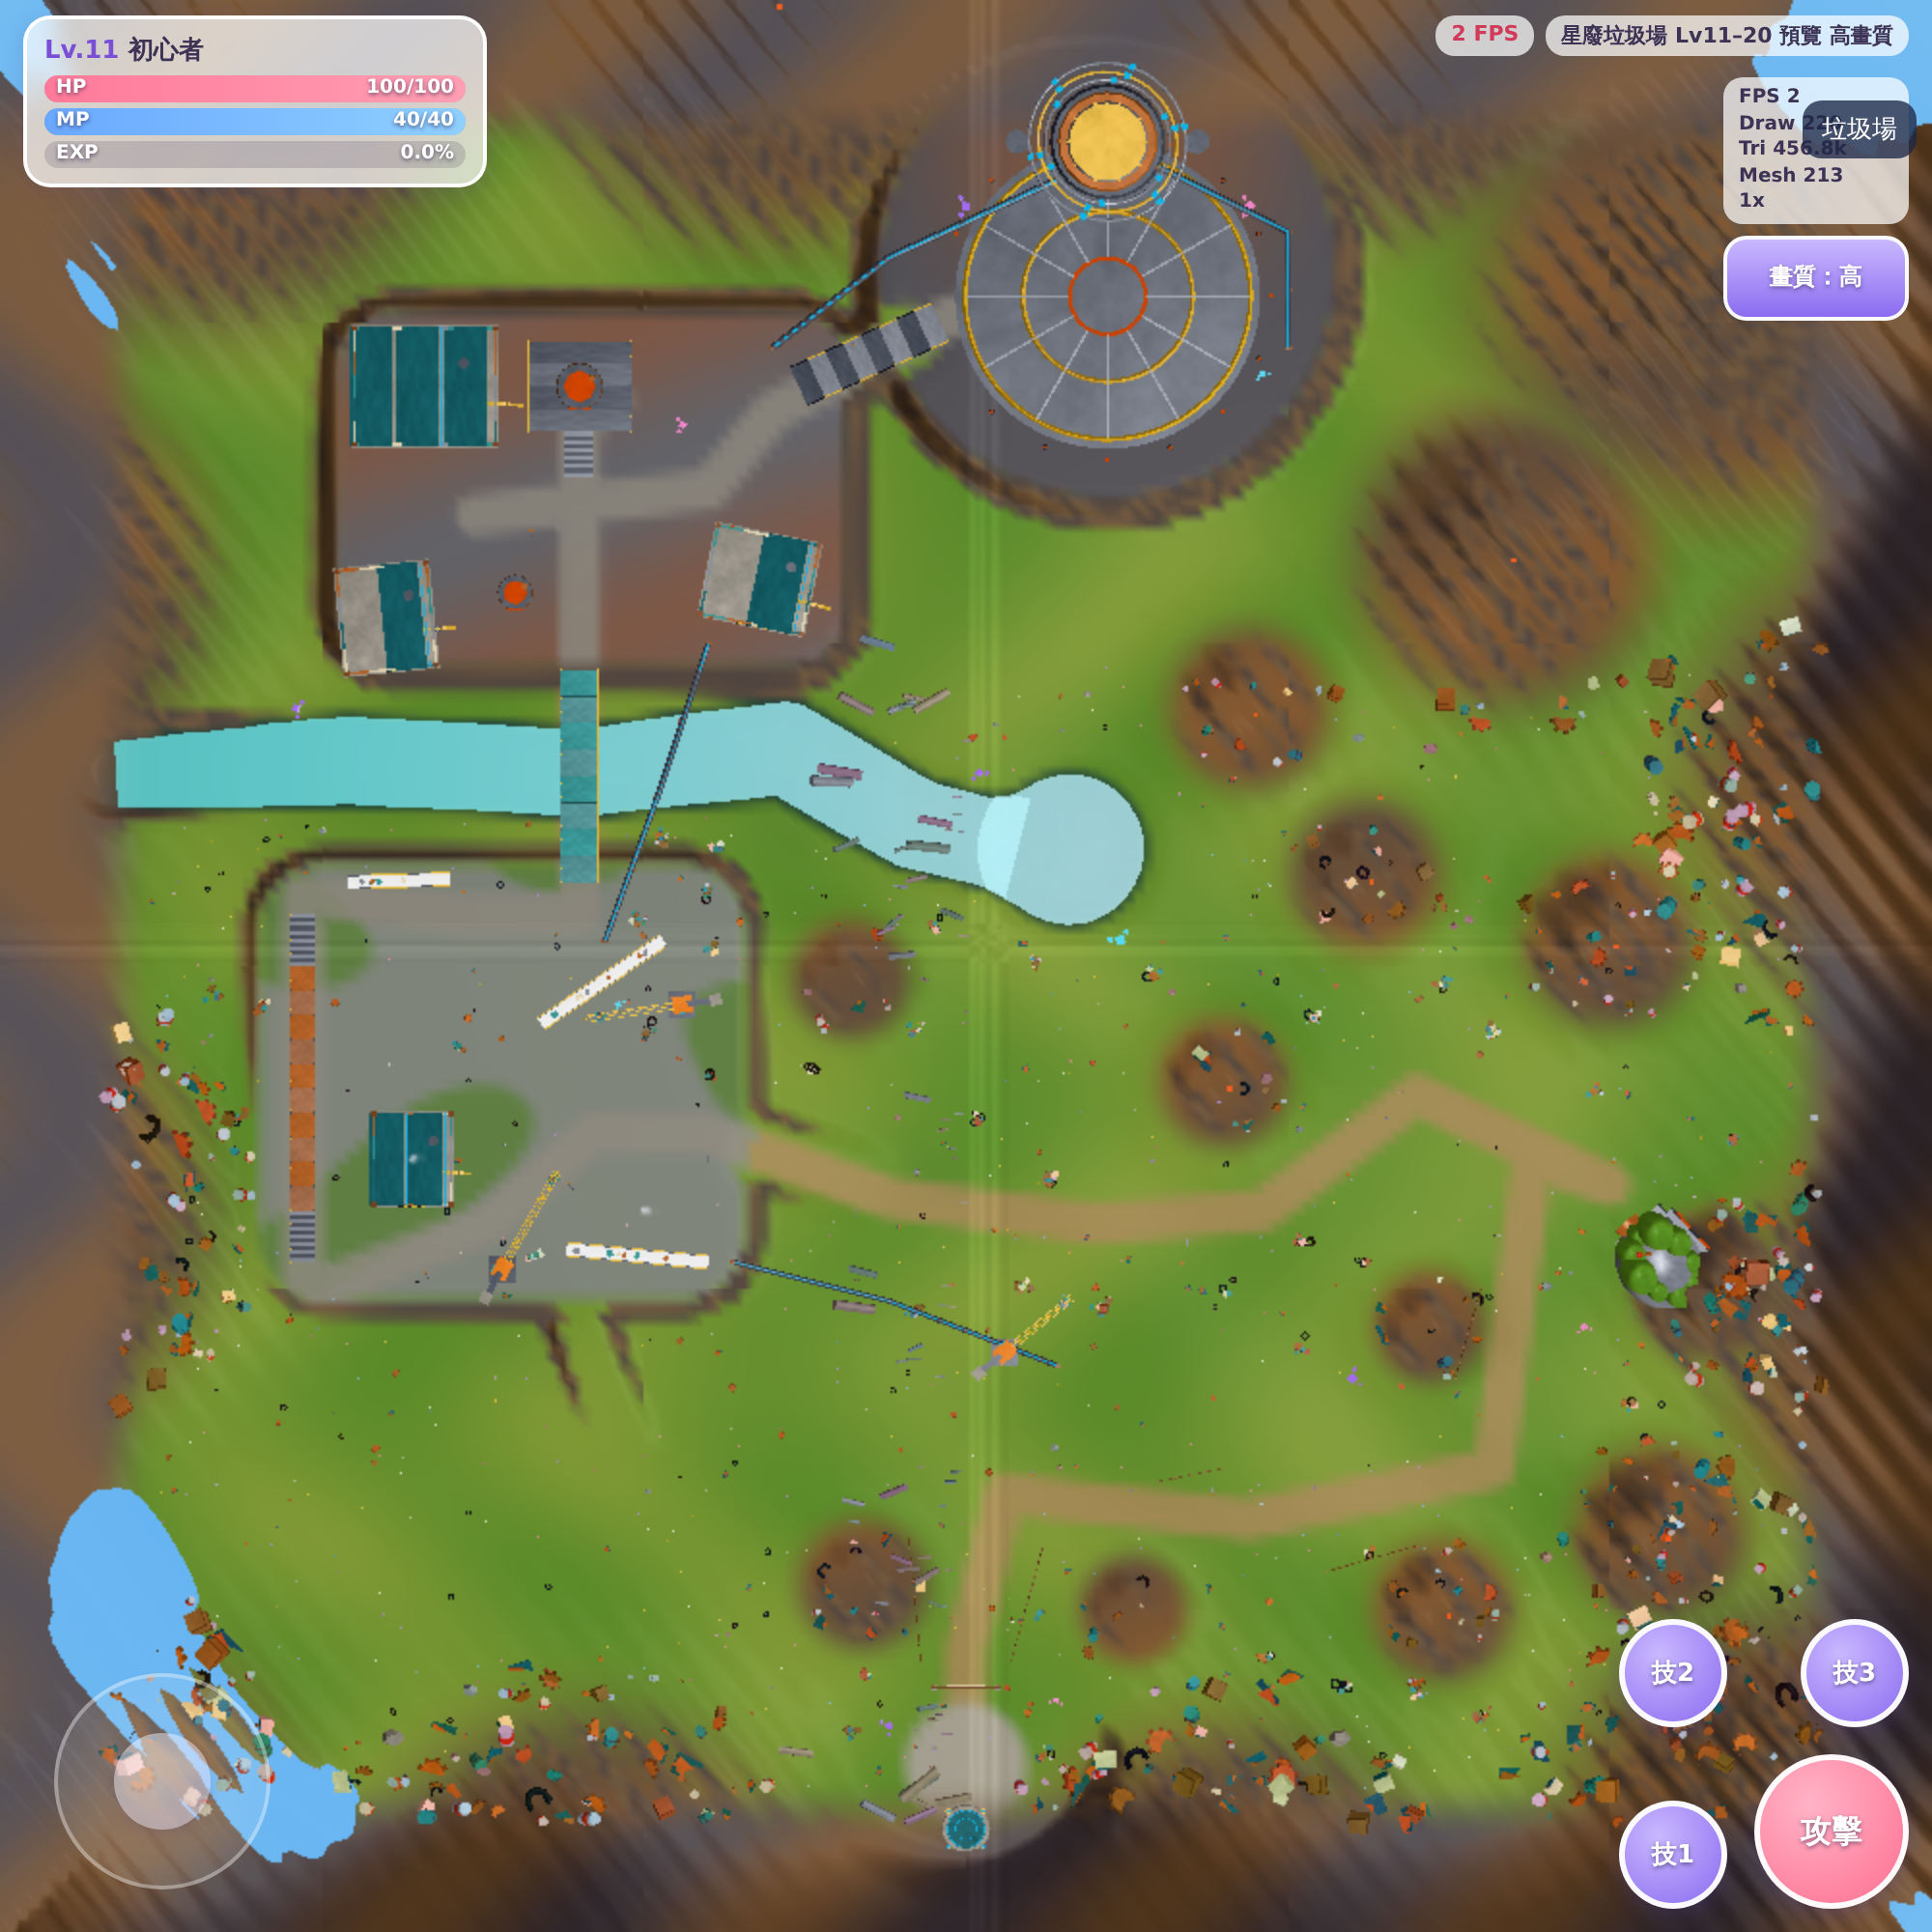 Lv.11 初心者
HP 100/100
MP 40/40
EXP 0.0%
2 FPS
星廢垃圾場 Lv11–20 預覽 高畫質
FPS 2
Draw
垃圾場
Tri 456.8k
Mesh 213
1x
畫質：高
技2
技3
技1
攻擊